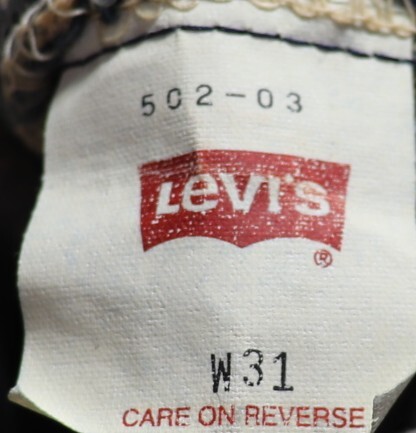 502-03
Levi's
®
W31
CARE ON REVERSE